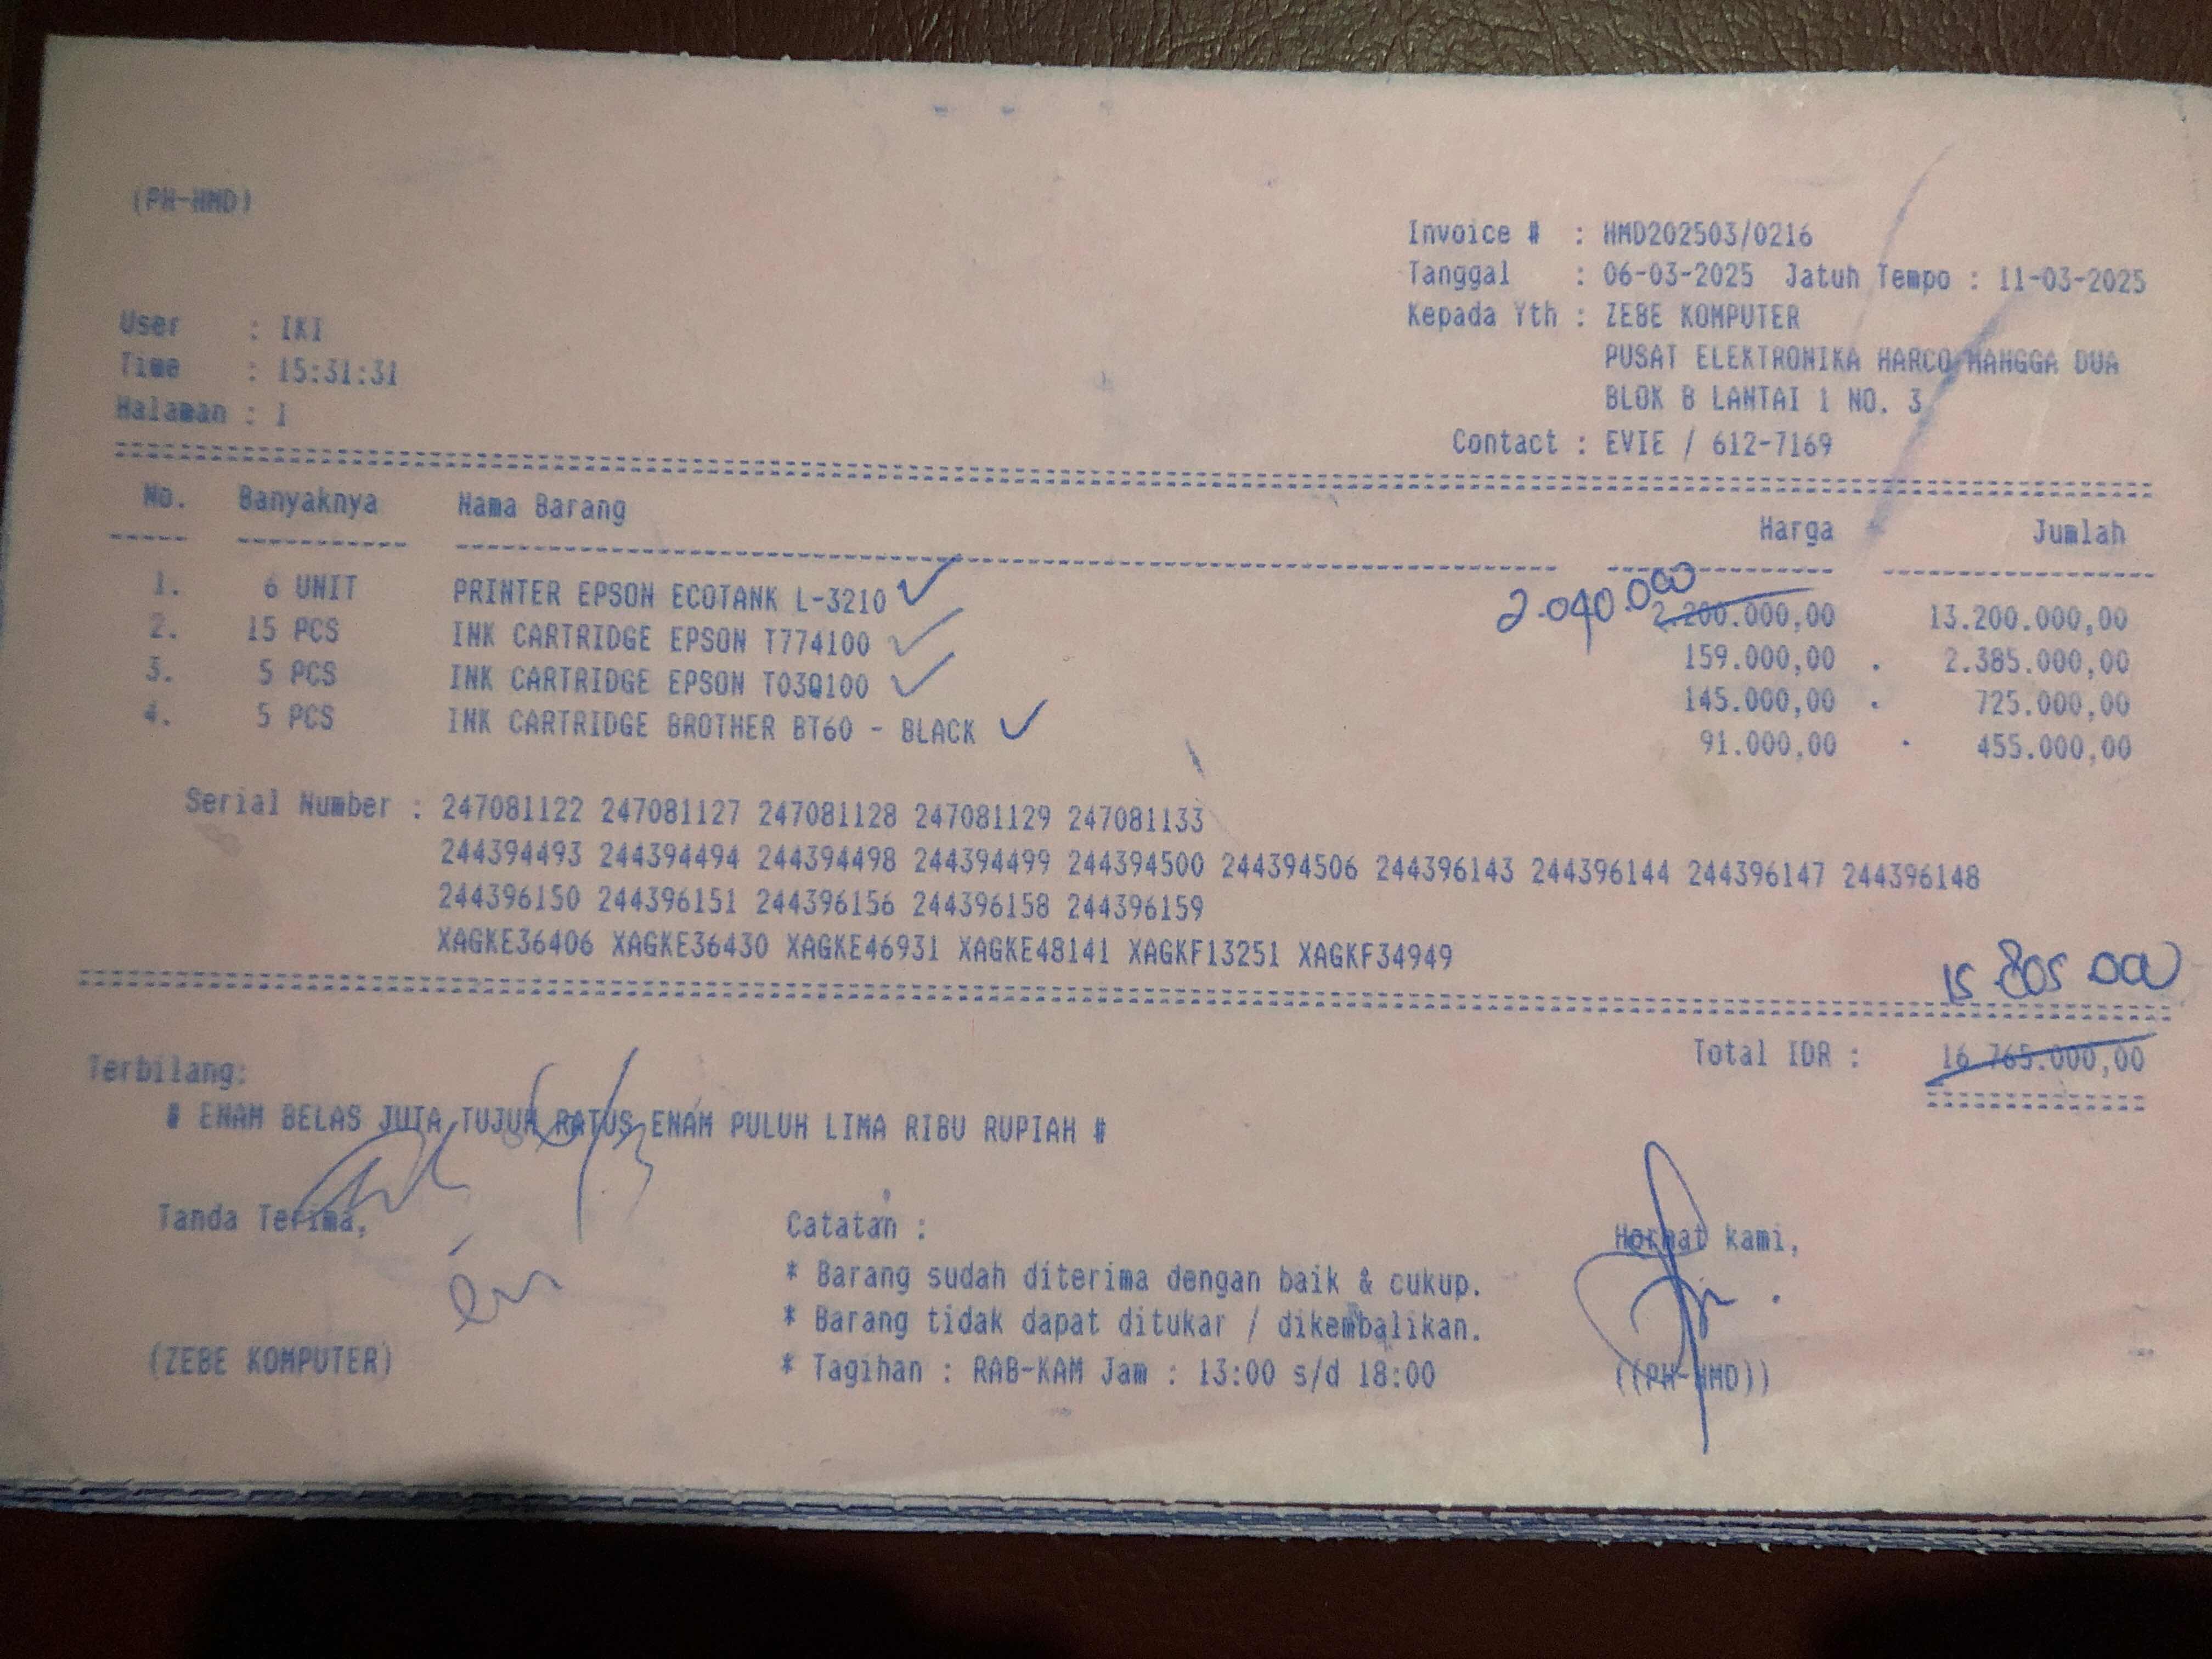 (PH-HMD)
Invoice # : HMD202503/0216
Tanggal : 06-03-2025 Jatuh Tempo : 11-03-2025
Kepada Yth : ZEBE KOMPUTER
PUSAT ELEKTRONIKA HARCO MANGGA DUA
BLOK B LANTAI 1 NO. 3
Contact : EVIE / 612-7169
User : IKI
Time : 15:31:31
Halaman : 1
No. Banyaknya Nama Barang Harga Jumlah
2.040.000
1. 6 UNIT PRINTER EPSON ECOTANK L-3210 2.200.000,00 13.200.000,00
2. 15 PCS INK CARTRIDGE EPSON T774100 159.000,00 2.385.000,00
3. 5 PCS INK CARTRIDGE EPSON T03Q100 145.000,00 725.000,00
4. 5 PCS INK CARTRIDGE BROTHER BT60 - BLACK 91.000,00 455.000,00
Serial Number : 247081122 247081127 247081128 247081129 247081133
244394493 244394494 244394498 244394499 244394500 244394506 244396143 244396144 244396147 244396148
244396150 244396151 244396156 244396158 244396159
XAGKE36406 XAGKE36430 XAGKE46931 XAGKE48141 XAGKF13251 XAGKF34949
15.805.000
Total IDR : 16.765.000,00
Terbilang:
# ENAM BELAS JUTA TUJUH RATUS ENAM PULUH LIMA RIBU RUPIAH #
Tanda Terima,
(ZEBE KOMPUTER)
Catatan :
* Barang sudah diterima dengan baik & cukup.
* Barang tidak dapat ditukar / dikembalikan.
* Tagihan : RAB-KAM Jam : 13:00 s/d 18:00
Hormat kami,
((PH-HMD))